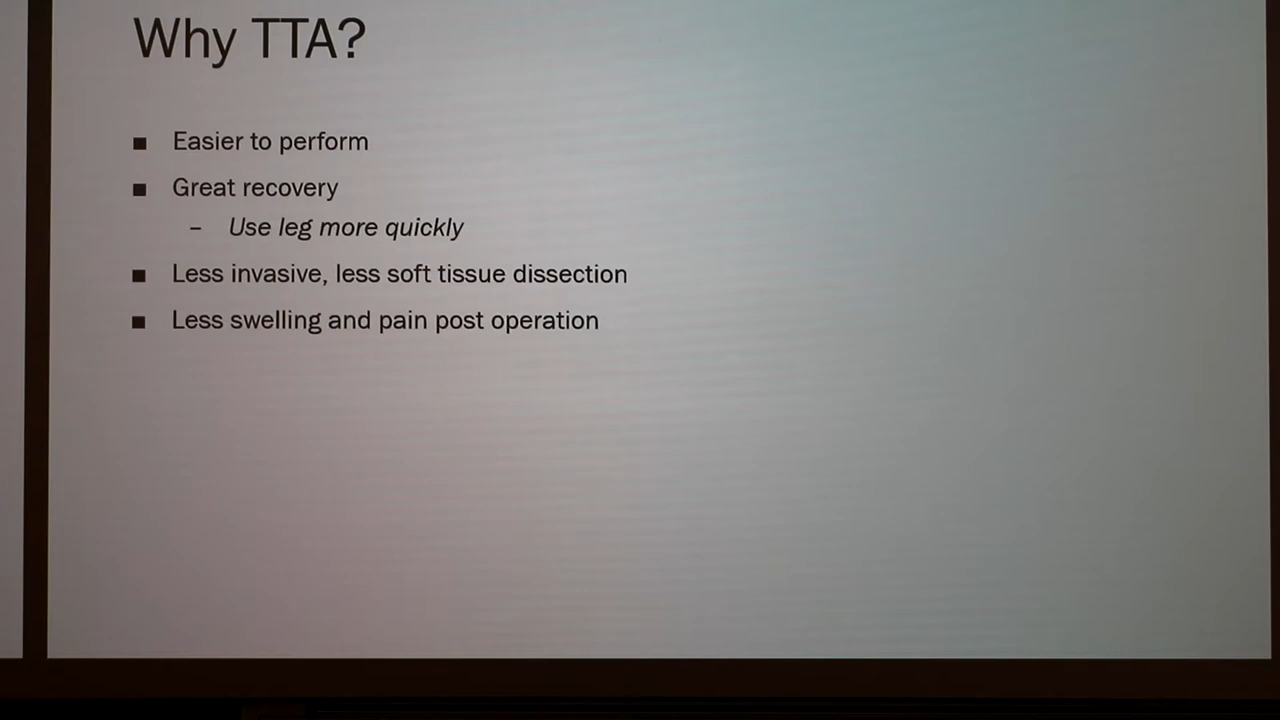 Why TTA?
■ Easier to perform
■ Great recovery
– Use leg more quickly
■ Less invasive, less soft tissue dissection
■ Less swelling and pain post operation